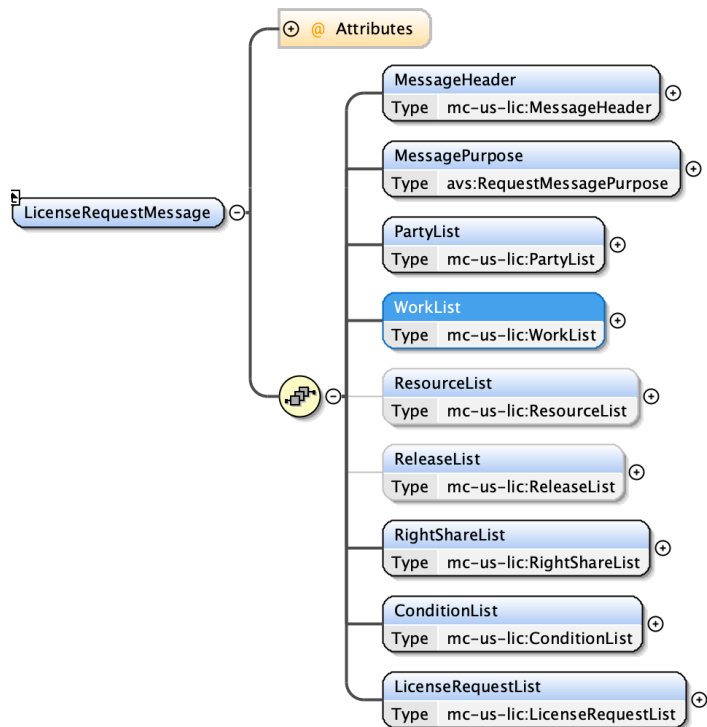 @ Attributes
MessageHeader
Type mc-us-lic:MessageHeader
MessagePurpose
Type avs:RequestMessagePurpose
LicenseRequestMessage
PartyList
Type mc-us-lic:PartyList
WorkList
Type mc-us-lic:WorkList
ResourceList
Type mc-us-lic:ResourceList
ReleaseList
Type mc-us-lic:ReleaseList
RightShareList
Type mc-us-lic:RightShareList
ConditionList
Type mc-us-lic:ConditionList
LicenseRequestList
Type mc-us-lic:LicenseRequestList